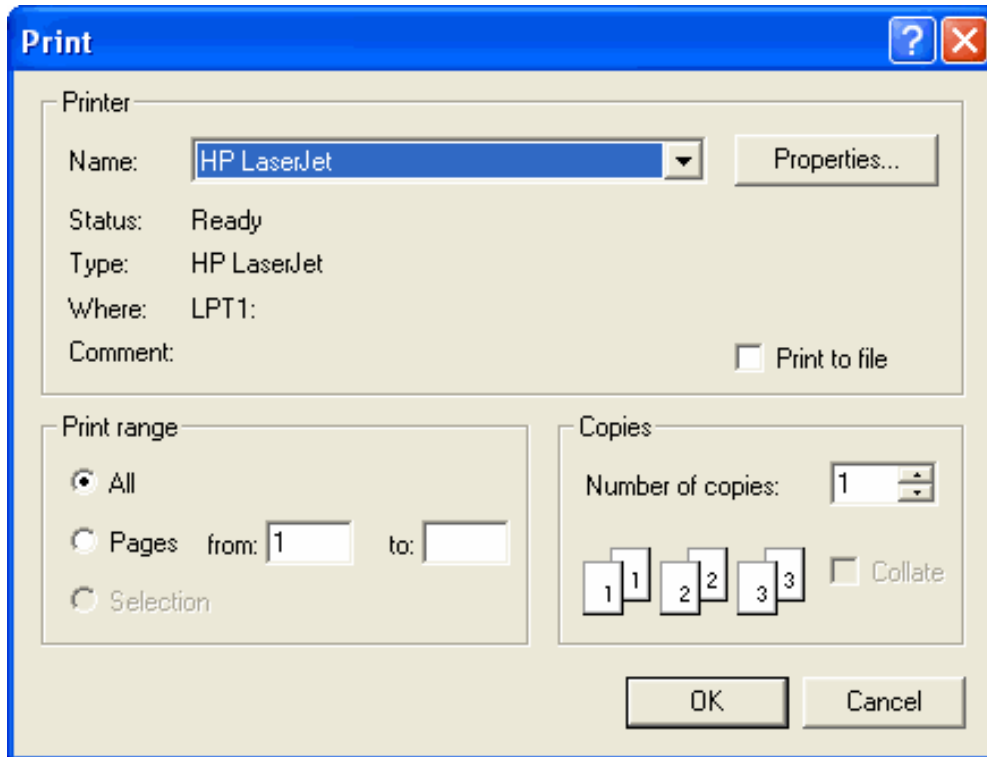 Print
Printer
Name: HP LaserJet Properties...
Status: Ready
Type: HP LaserJet
Where: LPT1:
Comment: Print to file
Print range
All
Pages from: 1 to:
Selection
Copies
Number of copies: 1
1 1 2 2 3 3 Collate
OK Cancel